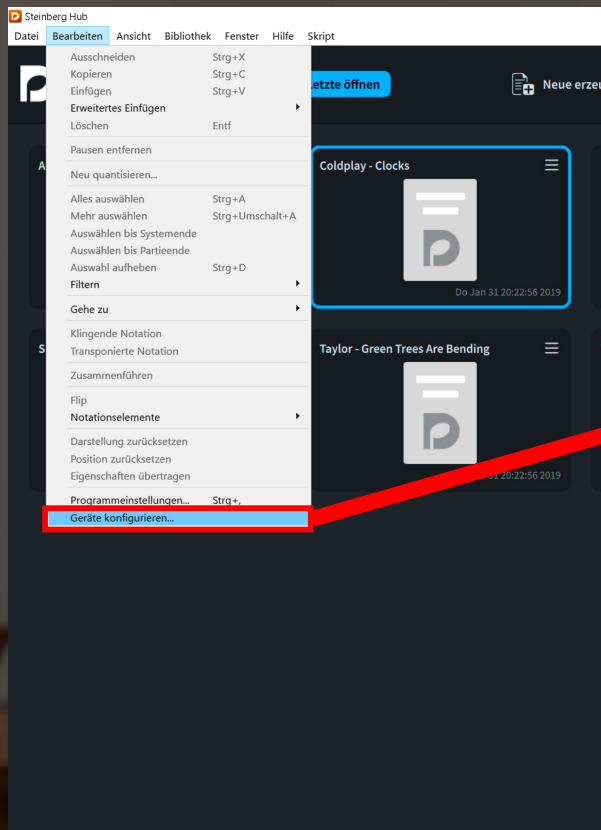 Steinberg Hub
Datei Bearbeiten Ansicht Bibliothek Fenster Hilfe Skript
Ausschneiden Strg+X
Kopieren Strg+C
Einfügen Strg+V
Erweitertes Einfügen
Löschen Entf
Pausen entfernen
Neu quantisieren...
Alles auswählen Strg+A
Mehr auswählen Strg+Umschalt+A
Auswählen bis Systemende
Auswählen bis Partieende
Auswahl aufheben Strg+D
Filtern
Gehe zu
Klingende Notation
Transponierte Notation
Zusammenführen
Flip
Notationselemente
Darstellung zurücksetzen
Position zurücksetzen
Eigenschaften übertragen
Programmeinstellungen... Strg+,
Geräte konfigurieren...
etzte öffnen
Neue erzeu
A
Coldplay - Clocks
Do Jan 31 20:22:56 2019
S
Taylor - Green Trees Are Bending
31 20:22:56 2019